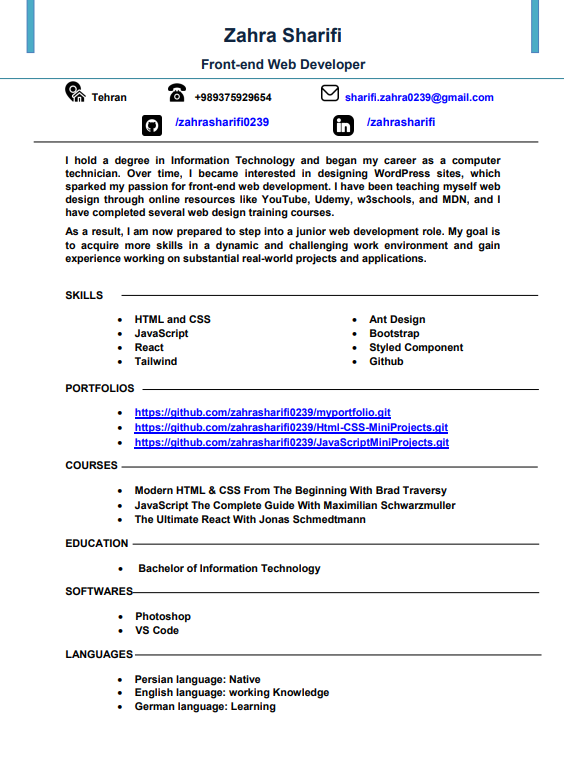 Zahra Sharifi
Front-end Web Developer
Tehran +989375929654 sharifi.zahra0239@gmail.com
/zahrasharifi0239 /zahrasharifi
I hold a degree in Information Technology and began my career as a computer
technician. Over time, I became interested in designing WordPress sites, which
sparked my passion for front-end web development. I have been teaching myself web
design through online resources like YouTube, Udemy, w3schools, and MDN, and I
have completed several web design training courses.
As a result, I am now prepared to step into a junior web development role. My goal is
to acquire more skills in a dynamic and challenging work environment and gain
experience working on substantial real-world projects and applications.
SKILLS
• HTML and CSS
• JavaScript
• React
• Tailwind
• Ant Design
• Bootstrap
• Styled Component
• Github
PORTFOLIOS
• https://github.com/zahrasharifi0239/myportfolio.git
• https://github.com/zahrasharifi0239/Html-CSS-MiniProjects.git
• https://github.com/zahrasharifi0239/JavaScriptMiniProjects.git
COURSES
• Modern HTML & CSS From The Beginning With Brad Traversy
• JavaScript The Complete Guide With Maximilian Schwarzmuller
• The Ultimate React With Jonas Schmedtmann
EDUCATION
• Bachelor of Information Technology
SOFTWARES
• Photoshop
• VS Code
LANGUAGES
• Persian language: Native
• English language: working Knowledge
• German language: Learning